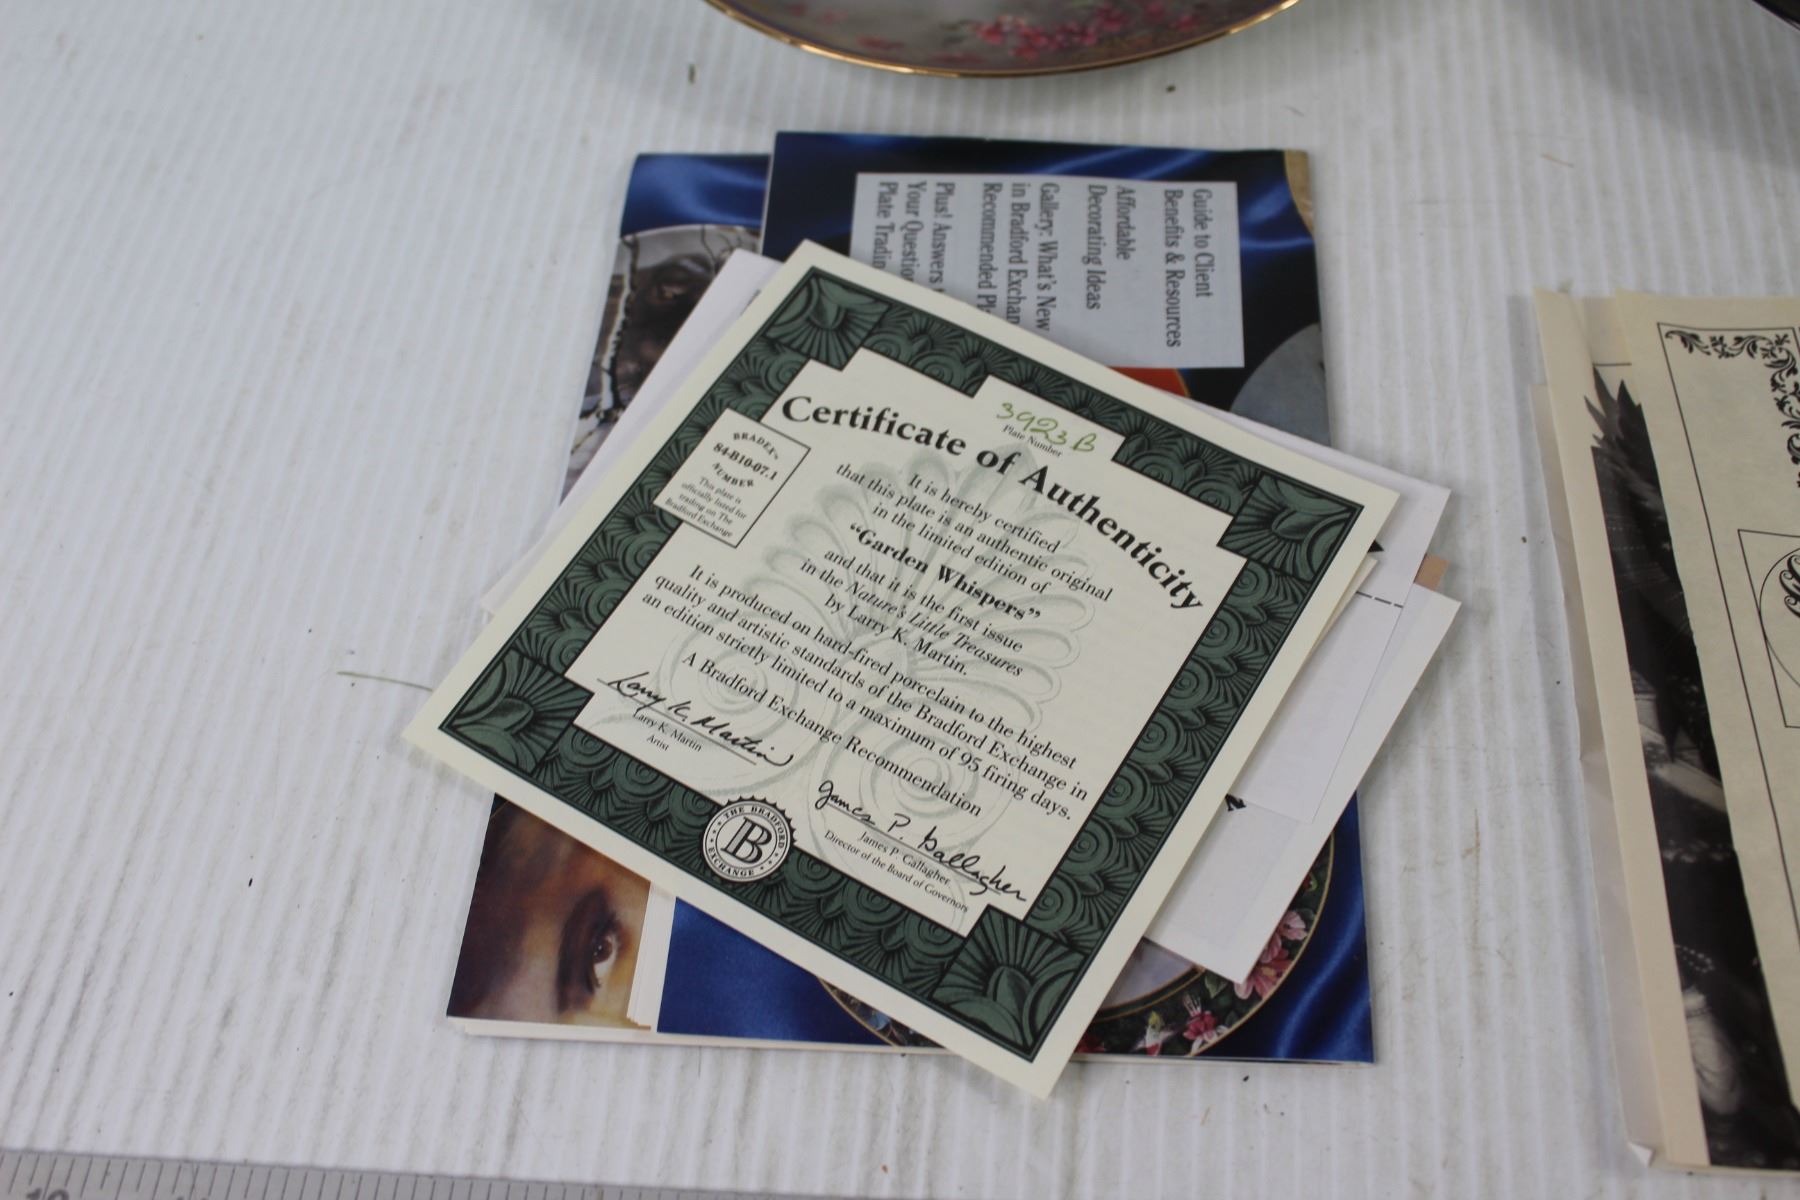 Guide to Client
Benefits & Resources
Affordable
Decorating Ideas
Gallery: What's New
in Bradford Exchan
Recommended Pl
Plus! Answers
Your Question
Plate Tradin
3923B
Plate Number
Certificate of Authenticity
BRADEX
84-B10-07.1
NUMBER
This plate is
officially listed for
trading on The
Bradford Exchange
It is hereby certified
that this plate is an authentic original
in the limited edition of
“Garden Whispers”
and that it is the first issue
in the Nature's Little Treasures
by Larry K. Martin.
It is produced on hard-fired porcelain to the highest
quality and artistic standards of the Bradford Exchange in
an edition strictly limited to a maximum of 95 firing days.
A Bradford Exchange Recommendation
Larry K. Martin
Larry K. Martin
Artist
James P. Gallagher
James P. Gallagher
Director of the Board of Governors
THE BRADFORD
B
EXCHANGE